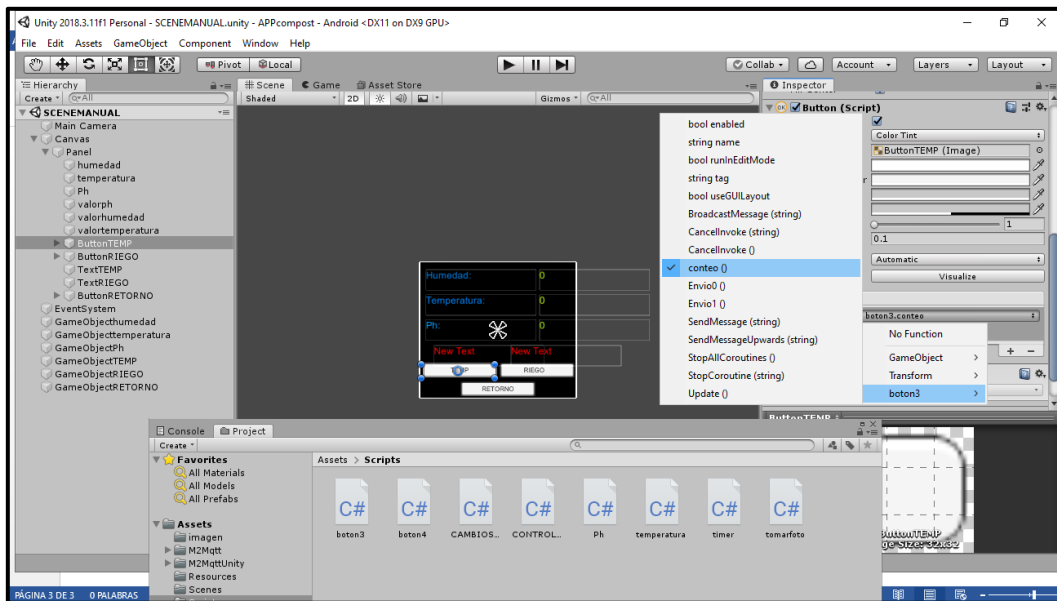 Unity 2018.3.11f1 Personal - SCENEMANUAL.unity - APPcompost - Android <DX11 on DX9 GPU>
File Edit Assets GameObject Component Window Help
Pivot Local Collab Account Layers Layout
Hierarchy
Create All
SCENEMANUAL
Main Camera
Canvas
Panel
humedad
temperatura
Ph
valorph
valorhumedad
valortemperatura
ButtonTEMP
ButtonRIEGO
TextTEMP
TextRIEGO
ButtonRETORNO
EventSystem
GameObjecthumedad
GameObjecttemperatura
GameObjectPh
GameObjectTEMP
GameObjectRIEGO
GameObjectRETORNO
Scene Game Asset Store
Shaded 2D Gizmos All
Humedad: 0
Temperatura: 0
Ph: 0
New Text New Text
RIEGO
RETORNO
bool enabled
string name
bool runInEditMode
string tag
bool useGUILayout
BroadcastMessage (string)
CancelInvoke (string)
CancelInvoke ()
conteo ()
Envio0 ()
Envio1 ()
SendMessage (string)
SendMessageUpwards (string)
StopAllCoroutines ()
StopCoroutine (string)
Update ()
Inspector
Button (Script)
Color Tint
ButtonTEMP (Image)
1
0.1
Automatic
Visualize
boton3.conteo
No Function
GameObject
Transform
boton3
ButtonTEMP
ButtonTEMP
Size: 32x32
Console Project
Create
Favorites
All Materials
All Models
All Prefabs
Assets
imagen
M2Mqtt
M2MqttUnity
Resources
Scenes
Assets > Scripts
C# C# C# C# C# C# C# C#
boton3 boton4 CAMBIOS... CONTROL... Ph temperatura timer tomarfoto
PÁGINA 3 DE 3 0 PALABRAS